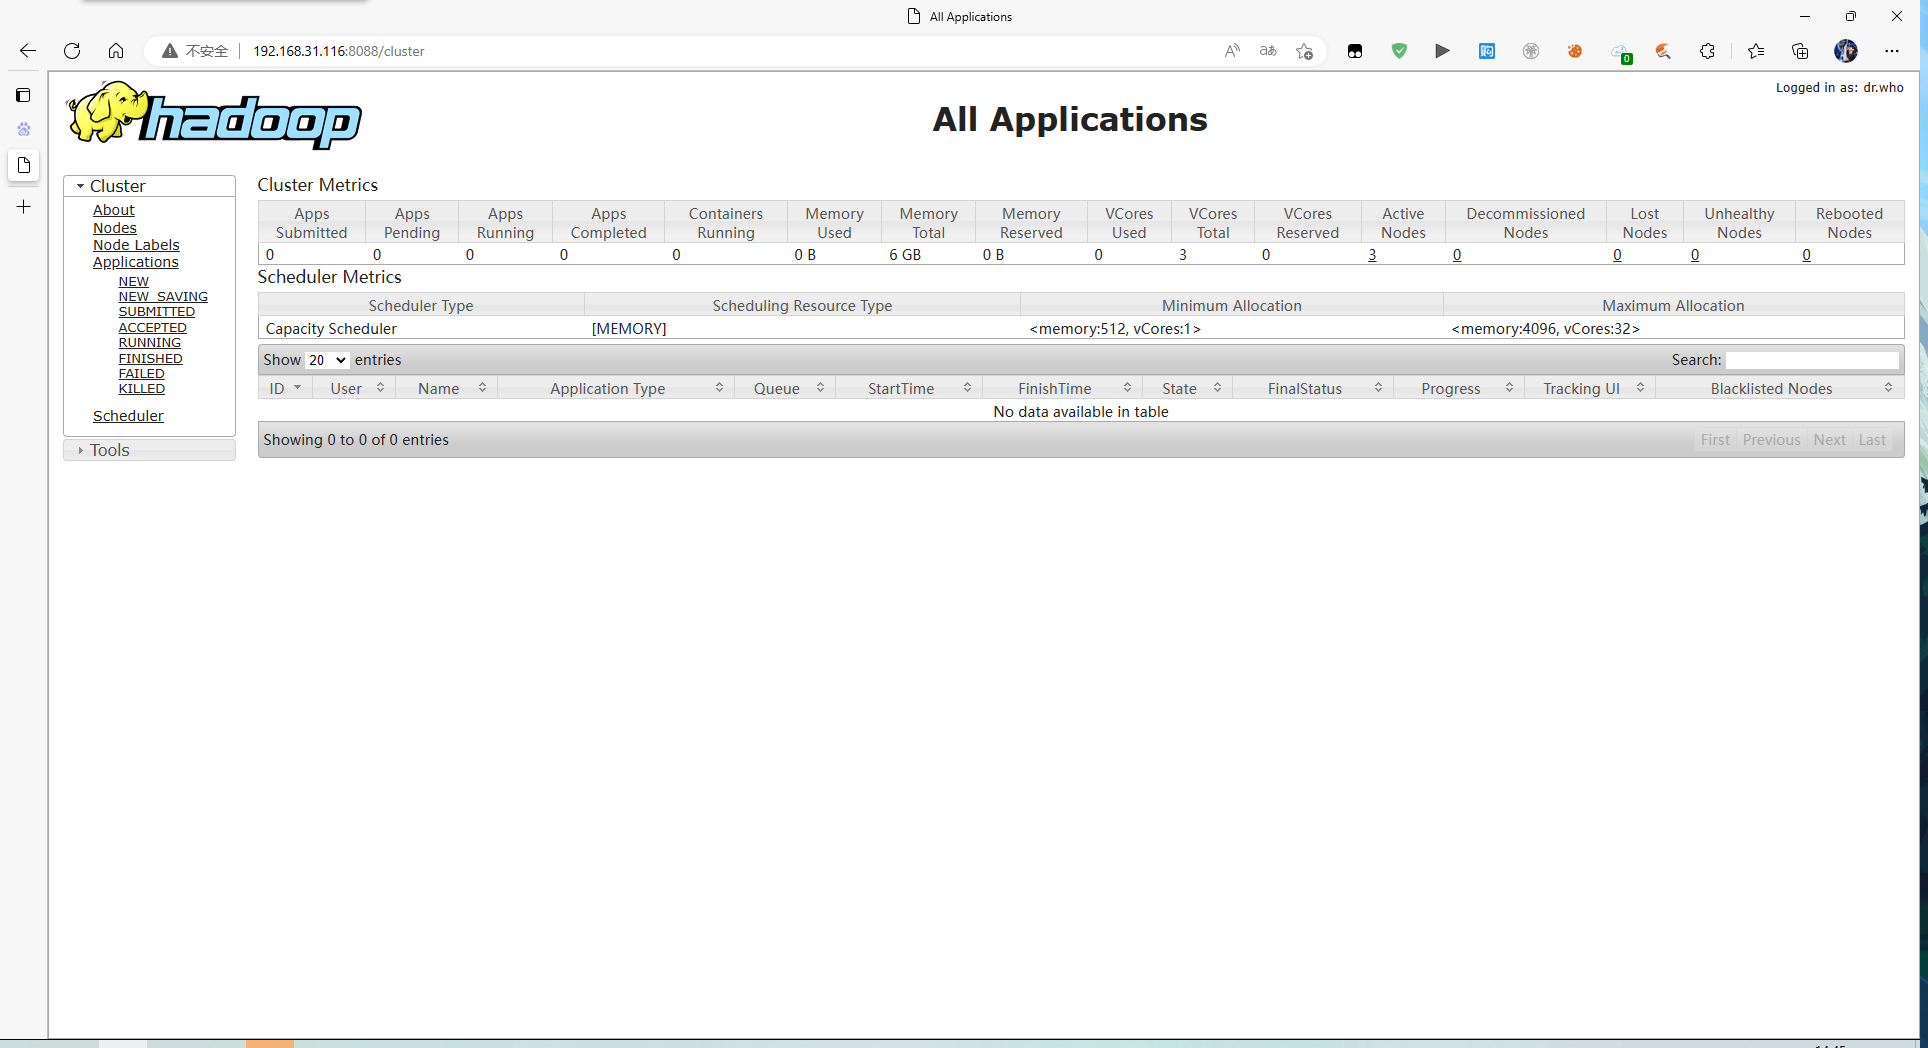 All Applications
不安全 192.168.31.116:8088/cluster
aあ
购
0
hadoop
All Applications
Logged in as: dr.who
Cluster
About
Nodes
Node Labels
Applications
NEW
NEW_SAVING
SUBMITTED
ACCEPTED
RUNNING
FINISHED
FAILED
KILLED
Scheduler
Tools
Cluster Metrics
Apps Submitted Apps Pending Apps Running Apps Completed Containers Running Memory Used Memory Total Memory Reserved VCores Used VCores Total VCores Reserved Active Nodes Decommissioned Nodes Lost Nodes Unhealthy Nodes Rebooted Nodes
0 0 0 0 0 0 B 6 GB 0 B 0 3 0 3 0 0 0 0
Scheduler Metrics
Scheduler Type Scheduling Resource Type Minimum Allocation Maximum Allocation
Capacity Scheduler [MEMORY] <memory:512, vCores:1> <memory:4096, vCores:32>
Show 20 entries Search:
ID User Name Application Type Queue StartTime FinishTime State FinalStatus Progress Tracking UI Blacklisted Nodes
No data available in table
Showing 0 to 0 of 0 entries First Previous Next Last